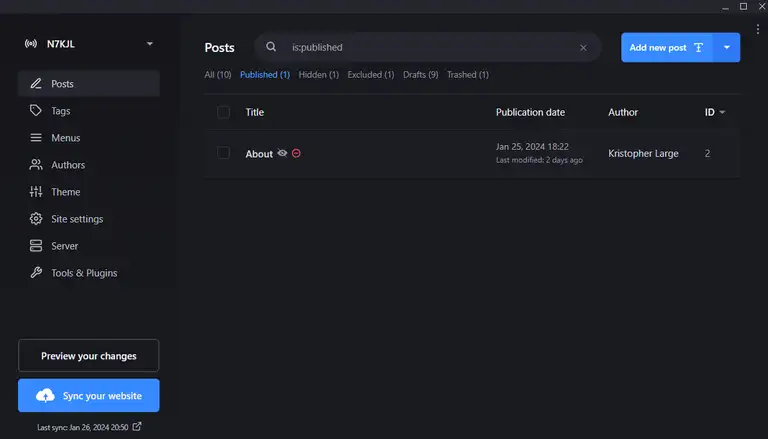 N7KJL
Posts
Tags
Menus
Authors
Theme
Site settings
Server
Tools & Plugins
Preview your changes
Sync your website
Last sync: Jan 26, 2024 20:50
Posts
is:published
Add new post
All (10) Published (1) Hidden (1) Excluded (1) Drafts (9) Trashed (1)
Title Publication date Author ID
About Jan 25, 2024 18:22 Kristopher Large 2
Last modified: 2 days ago